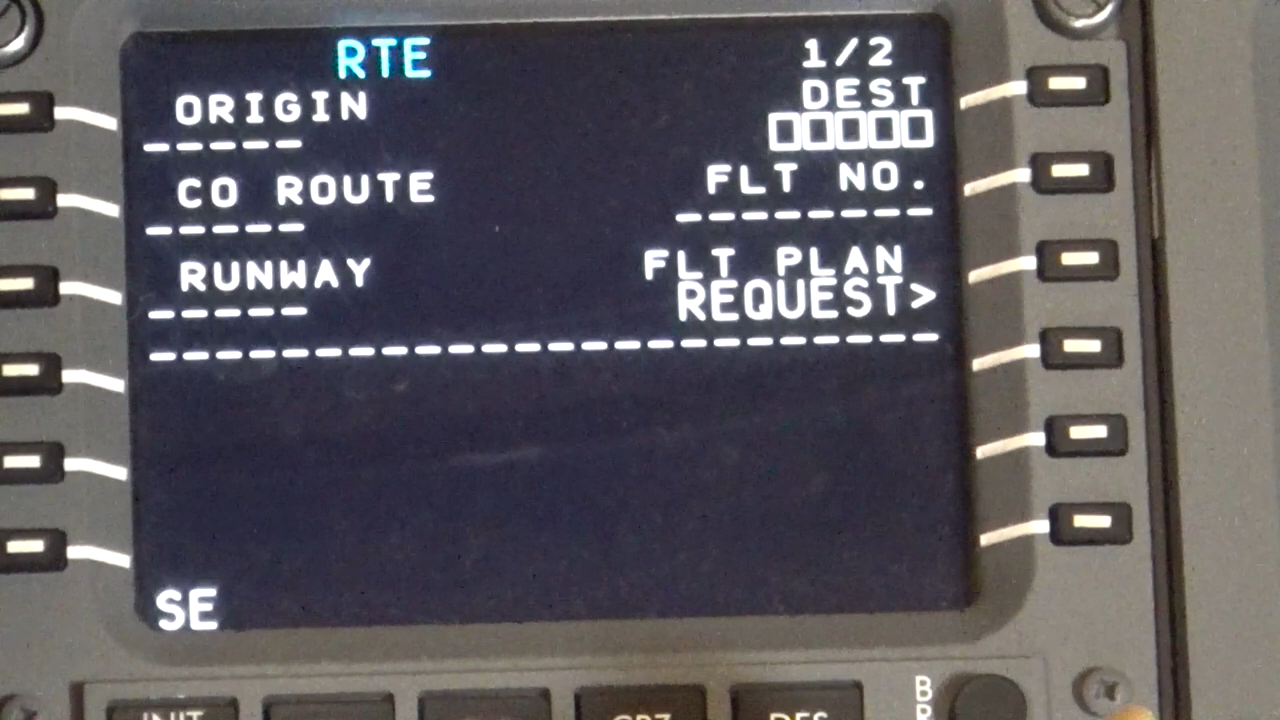 RTE 1/2
ORIGIN DEST
----- □□□□□
CO ROUTE FLT NO.
----- --------
RUNWAY FLT PLAN
----- REQUEST>
------------------------
SE